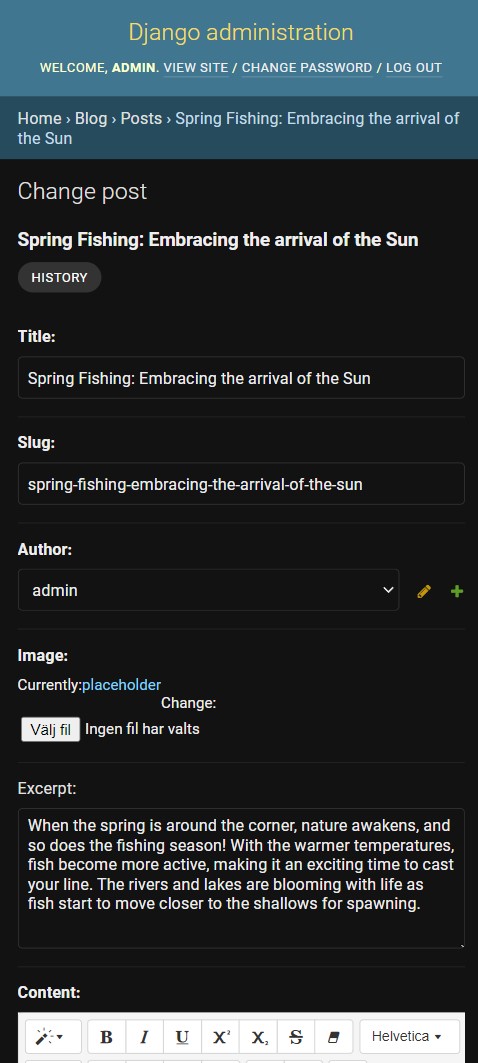 Django administration
WELCOME, ADMIN. VIEW SITE / CHANGE PASSWORD / LOG OUT
Home › Blog › Posts › Spring Fishing: Embracing the arrival of
the Sun
Change post
Spring Fishing: Embracing the arrival of the Sun
HISTORY
Title:
Spring Fishing: Embracing the arrival of the Sun
Slug:
spring-fishing-embracing-the-arrival-of-the-sun
Author:
admin
Image:
Currently:placeholder
Change:
Välj fil Ingen fil har valts
Excerpt:
When the spring is around the corner, nature awakens, and
so does the fishing season! With the warmer temperatures,
fish become more active, making it an exciting time to cast
your line. The rivers and lakes are blooming with life as
fish start to move closer to the shallows for spawning.
Content:
B I U X² X₂ S Helvetica